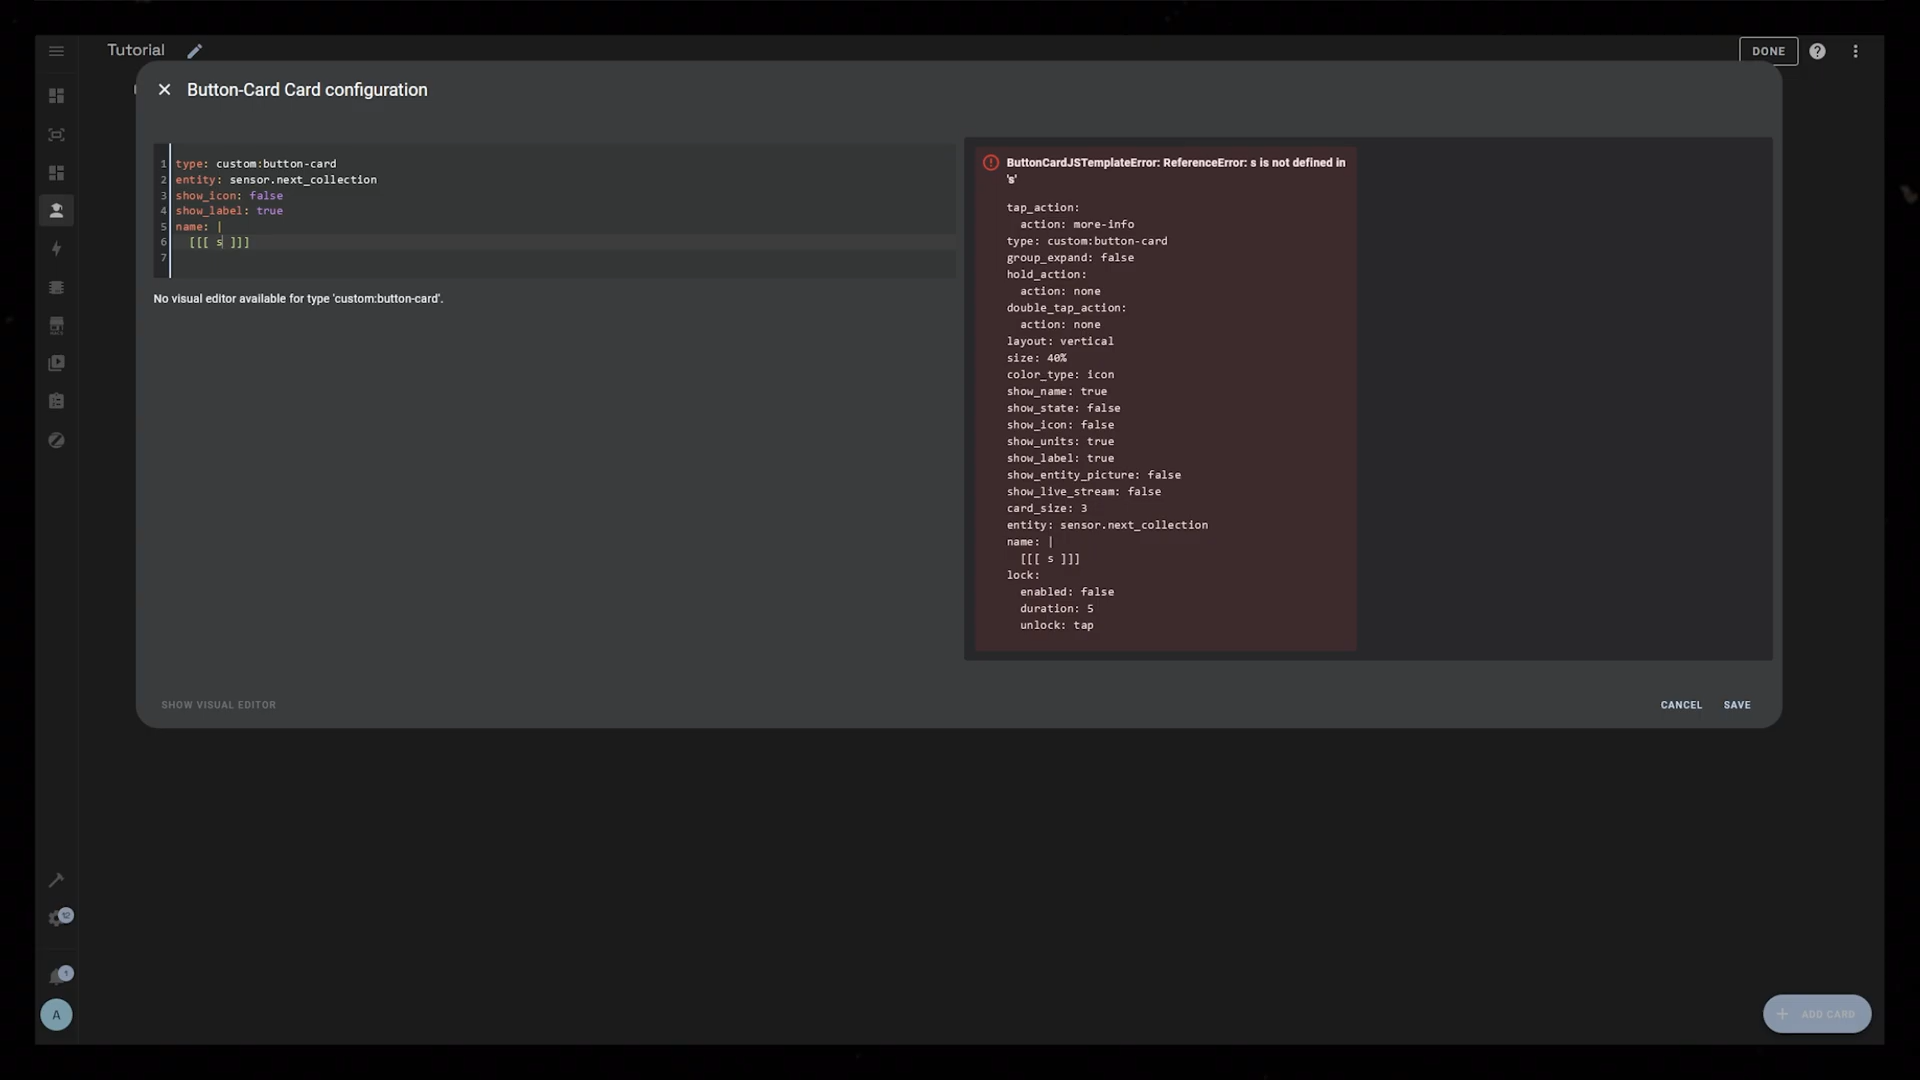 Tutorial
DONE
Button-Card Card configuration
1 type: custom:button-card
2 entity: sensor.next_collection
3 show_icon: false
4 show_label: true
5 name: |
6   [[[ s ]]]
7
No visual editor available for type 'custom:button-card'.
ButtonCardJSTemplateError: ReferenceError: s is not defined in
's'
tap_action:
  action: more-info
type: custom:button-card
group_expand: false
hold_action:
  action: none
double_tap_action:
  action: none
layout: vertical
size: 40%
color_type: icon
show_name: true
show_state: false
show_icon: false
show_units: true
show_label: true
show_entity_picture: false
show_live_stream: false
card_size: 3
entity: sensor.next_collection
name: |
  [[[ s ]]]
lock:
  enabled: false
  duration: 5
  unlock: tap
SHOW VISUAL EDITOR
CANCEL
SAVE
12
1
A
ADD CARD